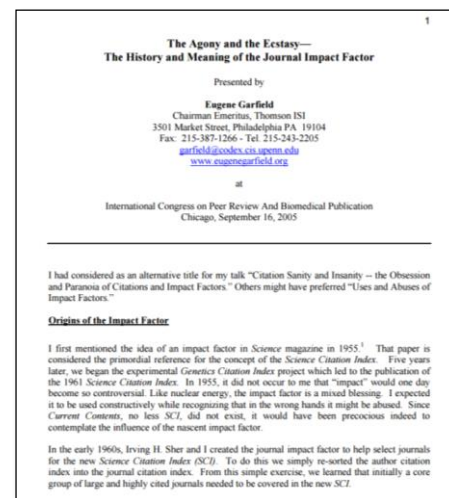 1
The Agony and the Ecstasy—
The History and Meaning of the Journal Impact Factor
Presented by
Eugene Garfield
Chairman Emeritus, Thomson ISI
3501 Market Street, Philadelphia PA 19104
Fax: 215-387-1266 - Tel. 215-243-2205
garfield@codex.cis.upenn.edu
www.eugenegarfield.org
at
International Congress on Peer Review And Biomedical Publication
Chicago, September 16, 2005
I had considered as an alternative title for my talk “Citation Sanity and Insanity -- the Obsession
and Paranoia of Citations and Impact Factors.” Others might have preferred “Uses and Abuses of
Impact Factors.”
Origins of the Impact Factor
I first mentioned the idea of an impact factor in Science magazine in 1955.1 That paper is
considered the primordial reference for the concept of the Science Citation Index. Five years
later, we began the experimental Genetics Citation Index project which led to the publication of
the 1961 Science Citation Index. In 1955, it did not occur to me that “impact” would one day
become so controversial. Like nuclear energy, the impact factor is a mixed blessing. I expected
it to be used constructively while recognizing that in the wrong hands it might be abused. Since
Current Contents, no less SCI, did not exist, it would have been precocious indeed to
contemplate the influence of the nascent impact factor.
In the early 1960s, Irving H. Sher and I created the journal impact factor to help select journals
for the new Science Citation Index (SCI). To do this we simply re-sorted the author citation
index into the journal citation index. From this simple exercise, we learned that initially a core
group of large and highly cited journals needed to be covered in the new SCI.